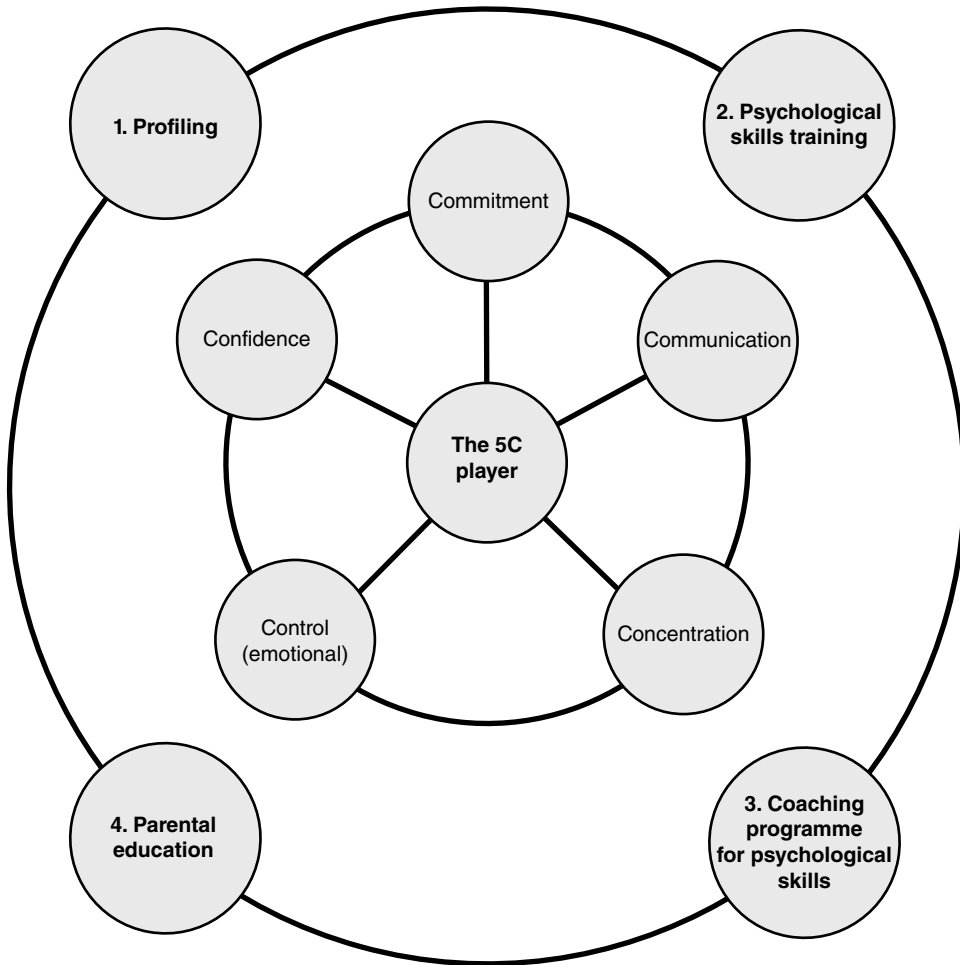 1. Profiling
2. Psychological
skills training
Commitment
Confidence
Communication
The 5C
player
Control
(emotional)
Concentration
4. Parental
education
3. Coaching
programme
for psychological
skills